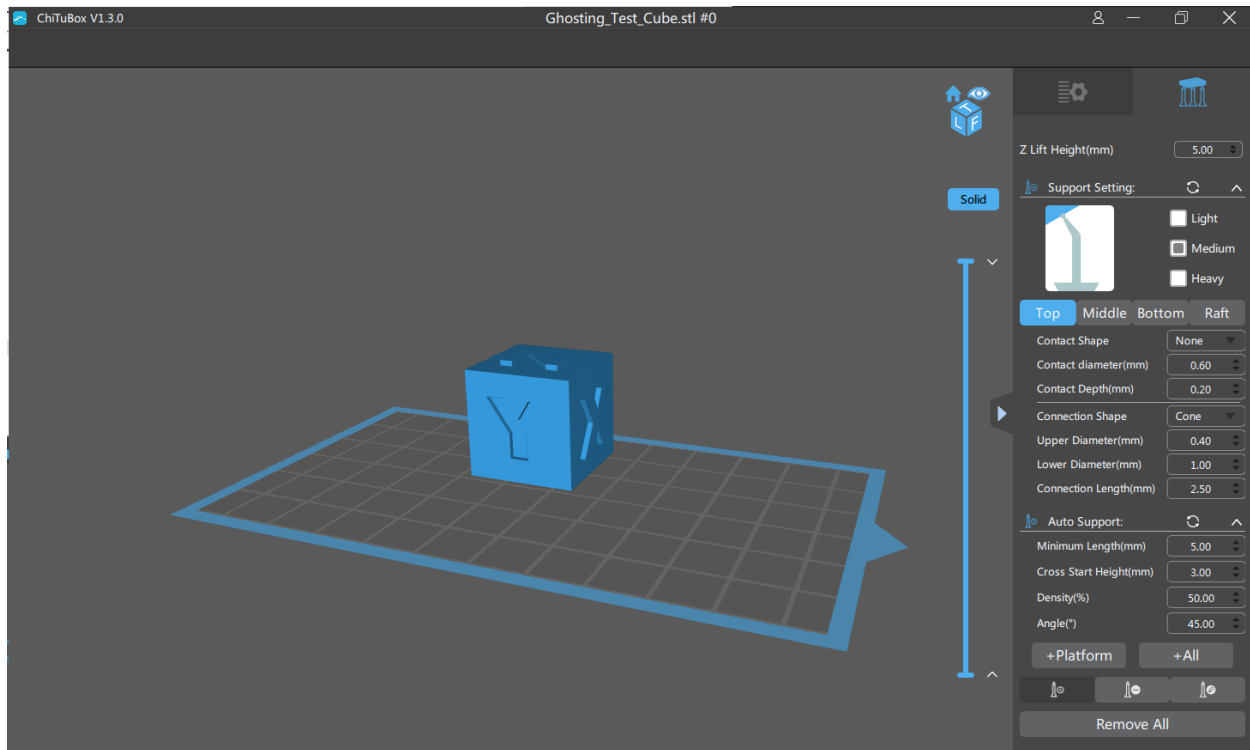 ChiTuBox V1.3.0
Ghosting_Test_Cube.stl #0
T
L F
Solid
Y X
Z Lift Height(mm) 5.00
Support Setting:
Light
Medium
Heavy
Top Middle Bottom Raft
Contact Shape None
Contact diameter(mm) 0.60
Contact Depth(mm) 0.20
Connection Shape Cone
Upper Diameter(mm) 0.40
Lower Diameter(mm) 1.00
Connection Length(mm) 2.50
Auto Support:
Minimum Length(mm) 5.00
Cross Start Height(mm) 3.00
Density(%) 50.00
Angle(°) 45.00
+Platform +All
Remove All